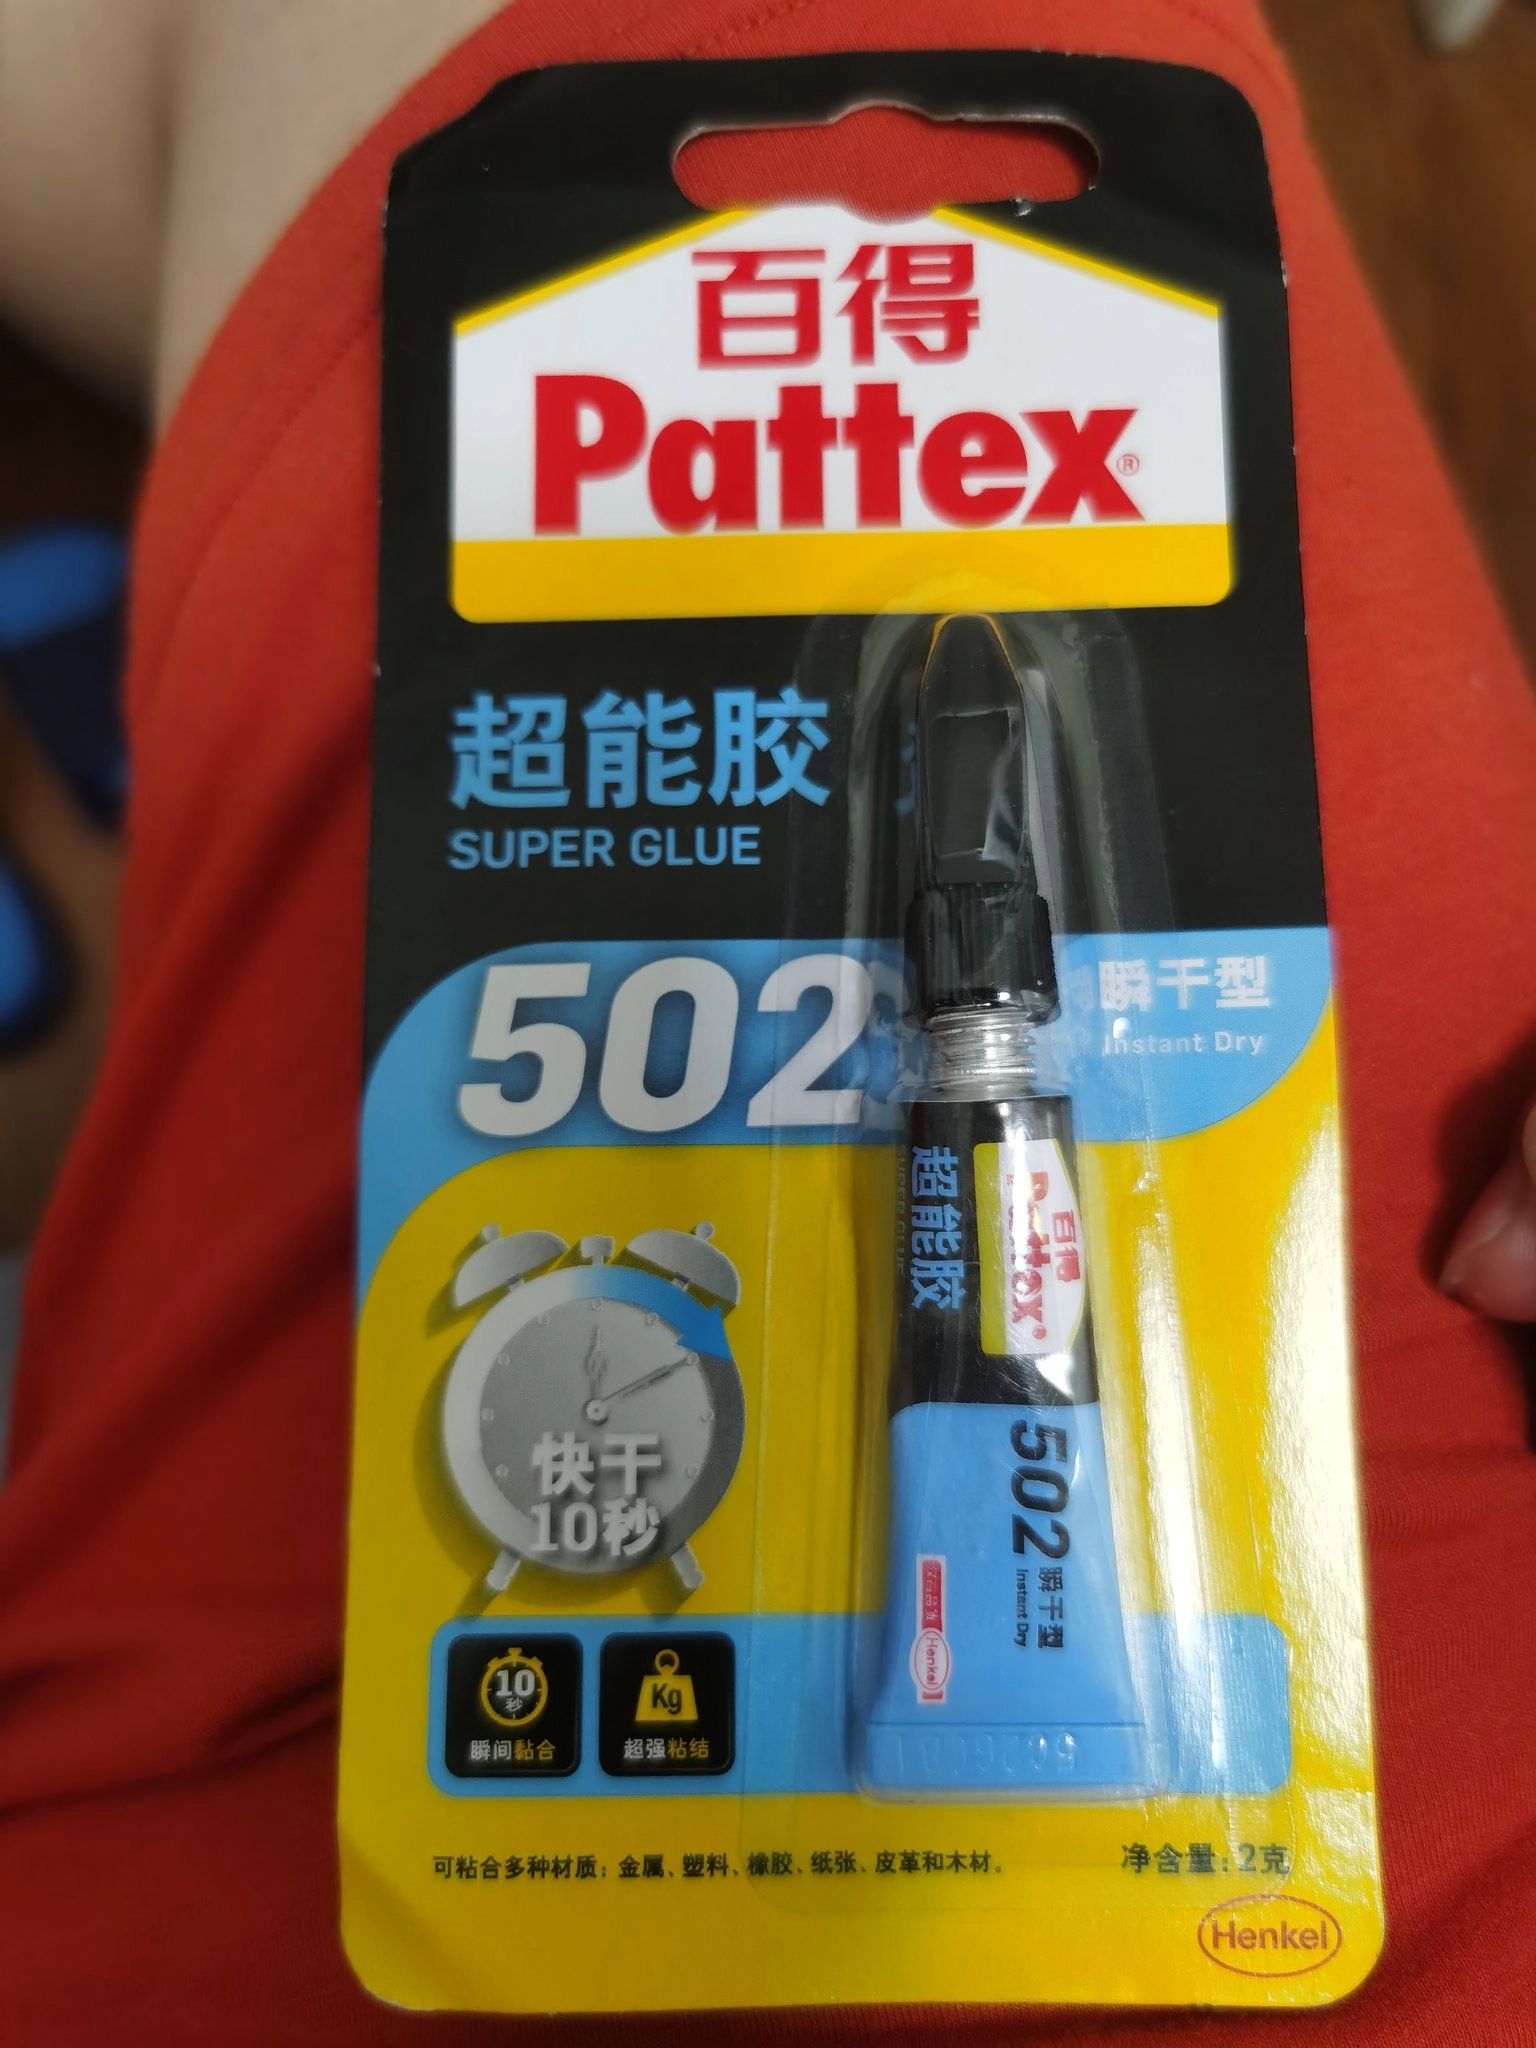 百得
Pattex®
超能胶
SUPER GLUE
502
瞬干型
Instant Dry
百得
Pattex®
超能胶
SUPER GLUE
502
瞬干型
Instant Dry
Henkel
快干
10秒
10
秒
瞬间黏合
Kg
超强粘结
可粘合多种材质：金属、塑料、橡胶、纸张、皮革和木材。
净含量：2克
Henkel